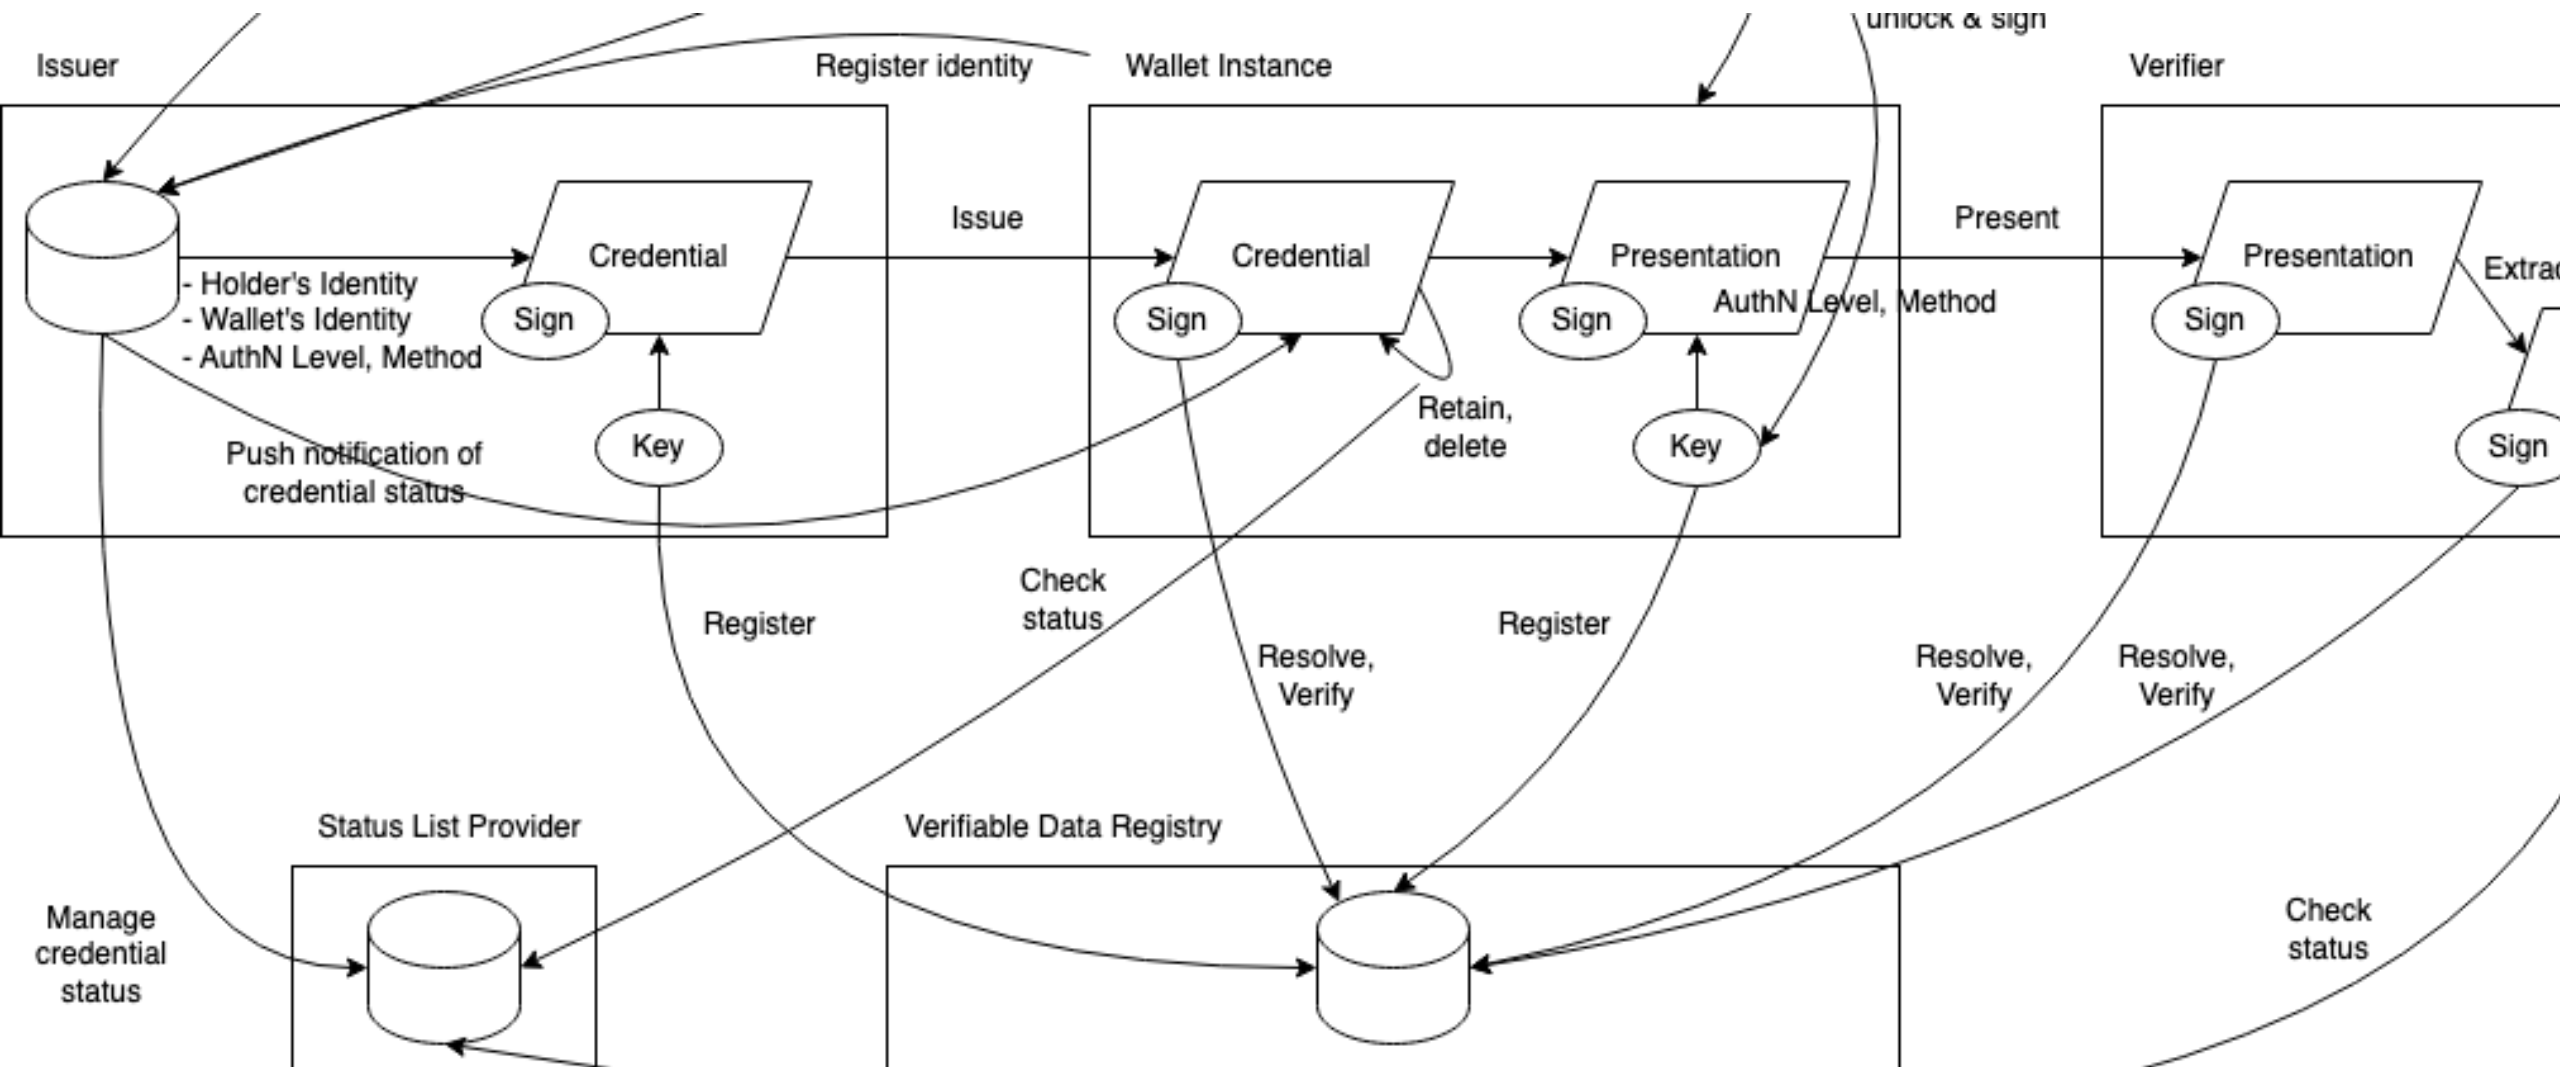 unlock & sign
Issuer
Register identity
Wallet Instance
Verifier
Issue
Present
Credential
Credential
Presentation
Presentation
- Holder's Identity
- Wallet's Identity
- AuthN Level, Method
Sign
Sign
Sign
AuthN Level, Method
Sign
Push notification of
credential status
Key
Retain,
delete
Key
Sign
Check
status
Register
Register
Resolve,
Verify
Resolve,
Verify
Resolve,
Verify
Status List Provider
Verifiable Data Registry
Manage
credential
status
Check
status